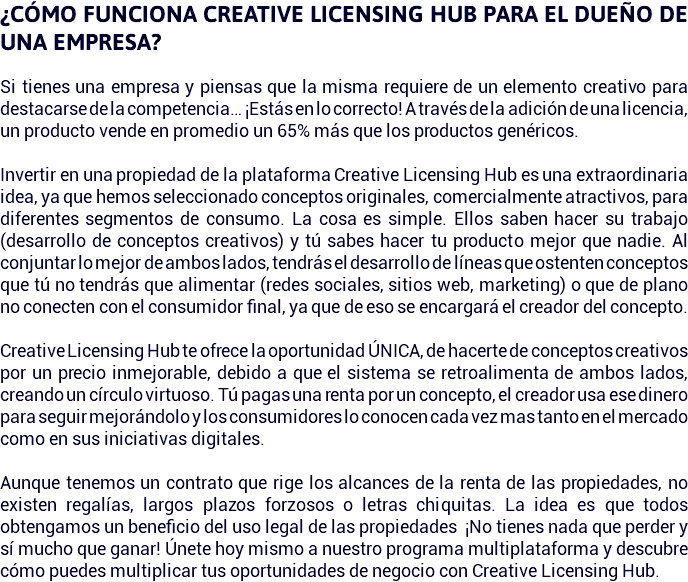 ¿CÓMO FUNCIONA CREATIVE LICENSING HUB PARA EL DUEÑO DE
UNA EMPRESA?
Si tienes una empresa y piensas que la misma requiere de un elemento creativo para
destacarse de la competencia... ¡Estás en lo correcto! A través de la adición de una licencia,
un producto vende en promedio un 65% más que los productos genéricos.
Invertir en una propiedad de la plataforma Creative Licensing Hub es una extraordinaria
idea, ya que hemos seleccionado conceptos originales, comercialmente atractivos, para
diferentes segmentos de consumo. La cosa es simple. Ellos saben hacer su trabajo
(desarrollo de conceptos creativos) y tú sabes hacer tu producto mejor que nadie. Al
conjuntar lo mejor de ambos lados, tendrás el desarrollo de líneas que ostenten conceptos
que tú no tendrás que alimentar (redes sociales, sitios web, marketing) o que de plano
no conecten con el consumidor final, ya que de eso se encargará el creador del concepto.
Creative Licensing Hub te ofrece la oportunidad ÚNICA, de hacerte de conceptos creativos
por un precio inmejorable, debido a que el sistema se retroalimenta de ambos lados,
creando un círculo virtuoso. Tú pagas una renta por un concepto, el creador usa ese dinero
para seguir mejorándolo y los consumidores lo conocen cada vez mas tanto en el mercado
como en sus iniciativas digitales.
Aunque tenemos un contrato que rige los alcances de la renta de las propiedades, no
existen regalías, largos plazos forzosos o letras chiquitas. La idea es que todos
obtengamos un beneficio del uso legal de las propiedades ¡No tienes nada que perder y
sí mucho que ganar! Únete hoy mismo a nuestro programa multiplataforma y descubre
cómo puedes multiplicar tus oportunidades de negocio con Creative Licensing Hub.